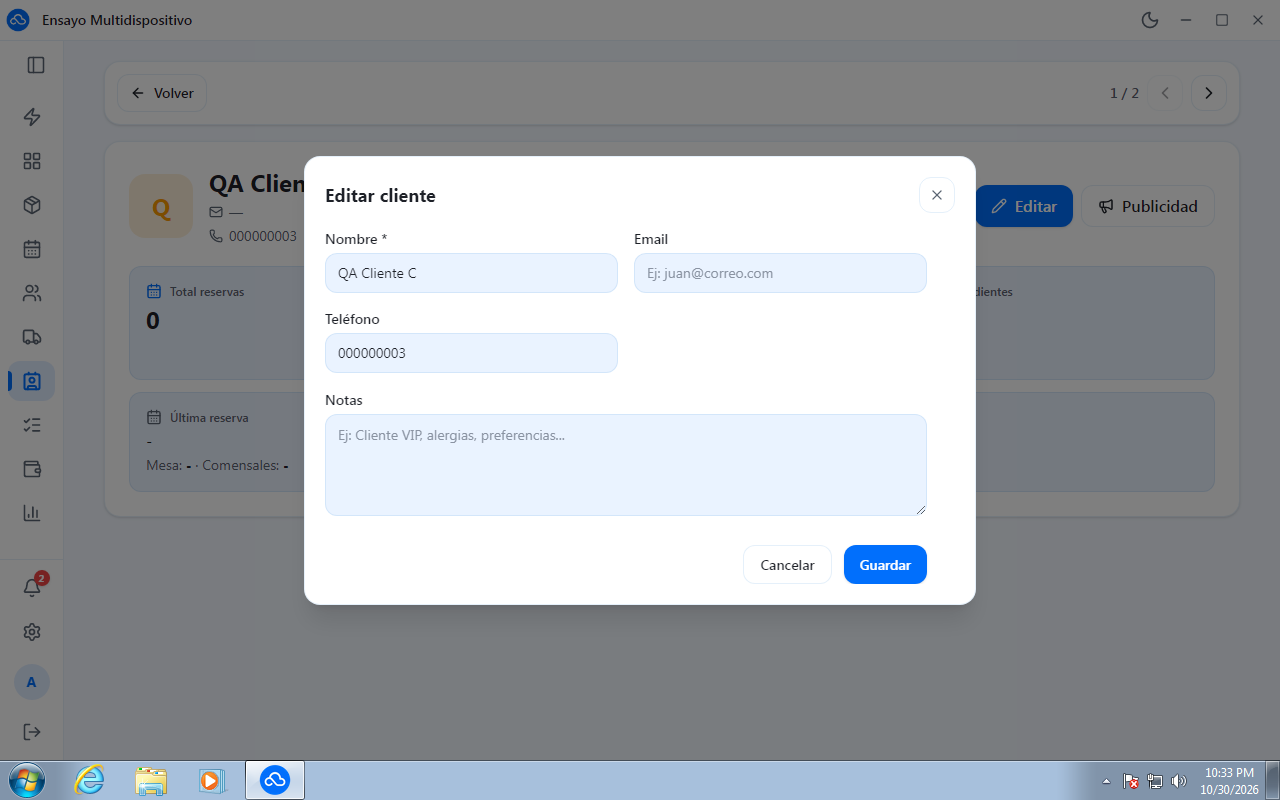 Ensayo Multidispositivo
Volver
1 / 2
Q
QA Clien
—
000000003
Editar
Publicidad
Total reservas
0
dientes
Última reserva
-
Mesa: - · Comensales: -
Editar cliente
Nombre *
Email
QA Cliente C
Ej: juan@correo.com
Teléfono
000000003
Notas
Ej: Cliente VIP, alergias, preferencias...
Cancelar
Guardar
2
A
10:33 PM
10/30/2026